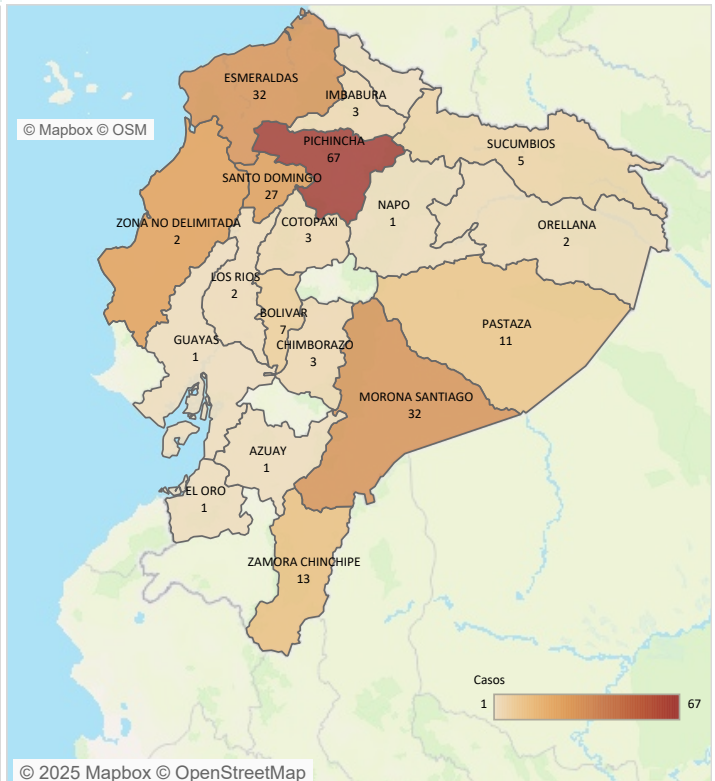 ESMERALDAS
32
IMBABURA
3
© Mapbox © OSM
PICHINCHA
67
SUCUMBIOS
5
SANTO DOMINGO
27
NAPO
1
ZONA NO DELIMITADA
2
COTOPAXI
3
ORELLANA
2
LOS RIOS
2
BOLIVAR
7
PASTAZA
11
GUAYAS
1
CHIMBORAZO
3
MORONA SANTIAGO
32
AZUAY
1
EL ORO
1
ZAMORA CHINCHIPE
13
Casos
1 67
© 2025 Mapbox © OpenStreetMap